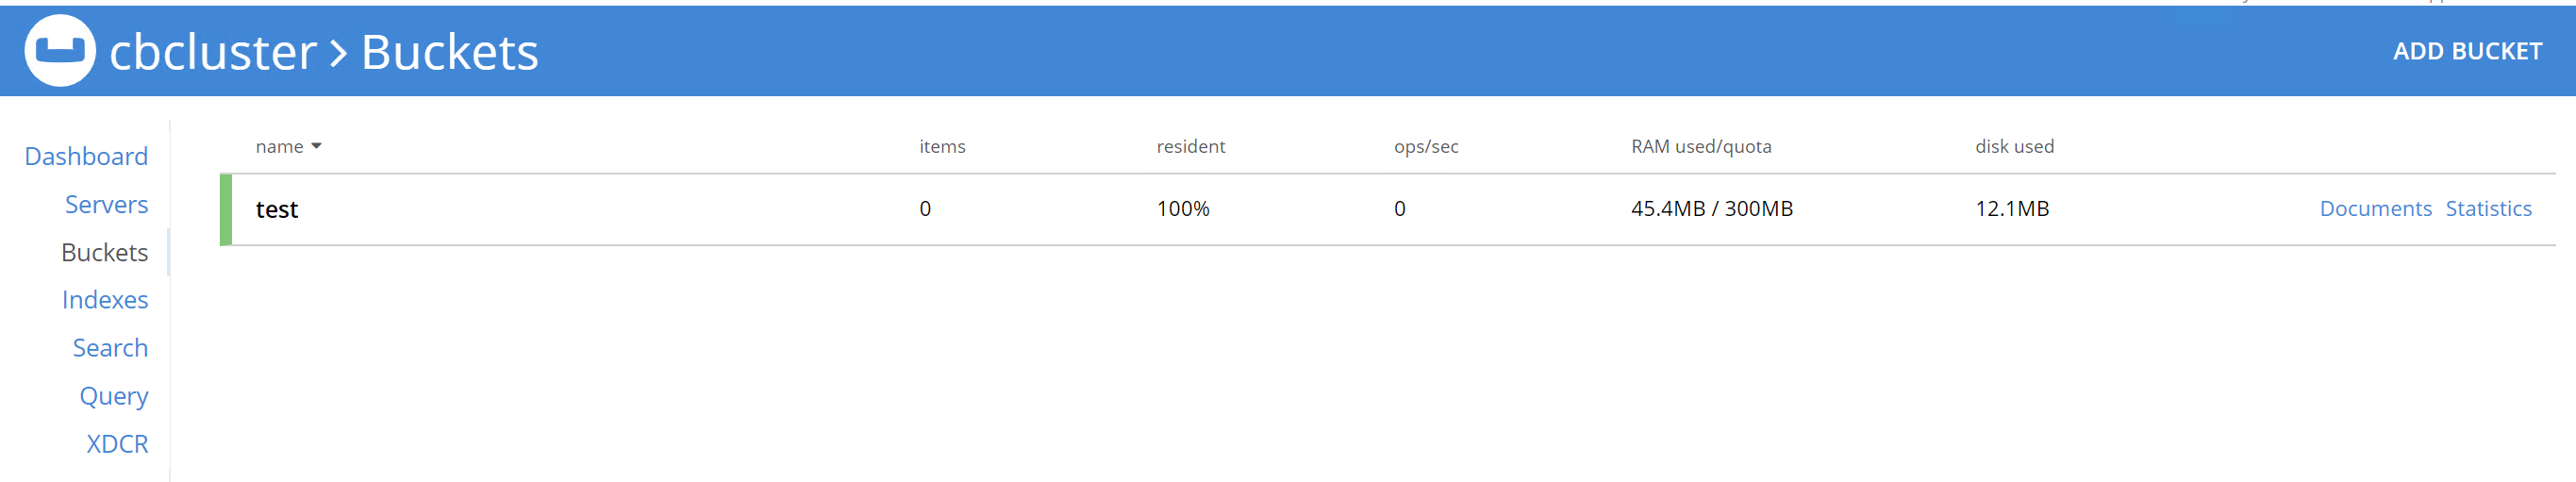 cbcluster > Buckets
ADD BUCKET
Dashboard
Servers
Buckets
Indexes
Search
Query
XDCR
name items resident ops/sec RAM used/quota disk used
test 0 100% 0 45.4MB / 300MB 12.1MB Documents Statistics